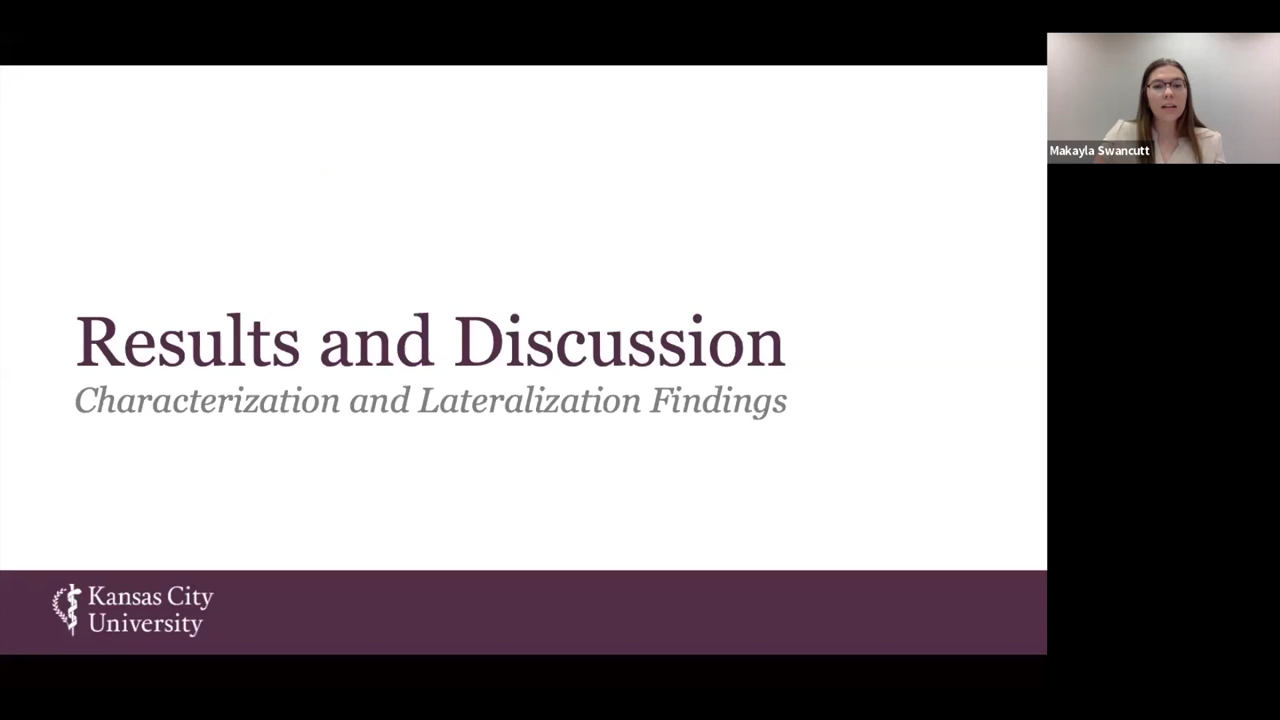 Makayla Swancutt
Results and Discussion
Characterization and Lateralization Findings
Kansas City
University